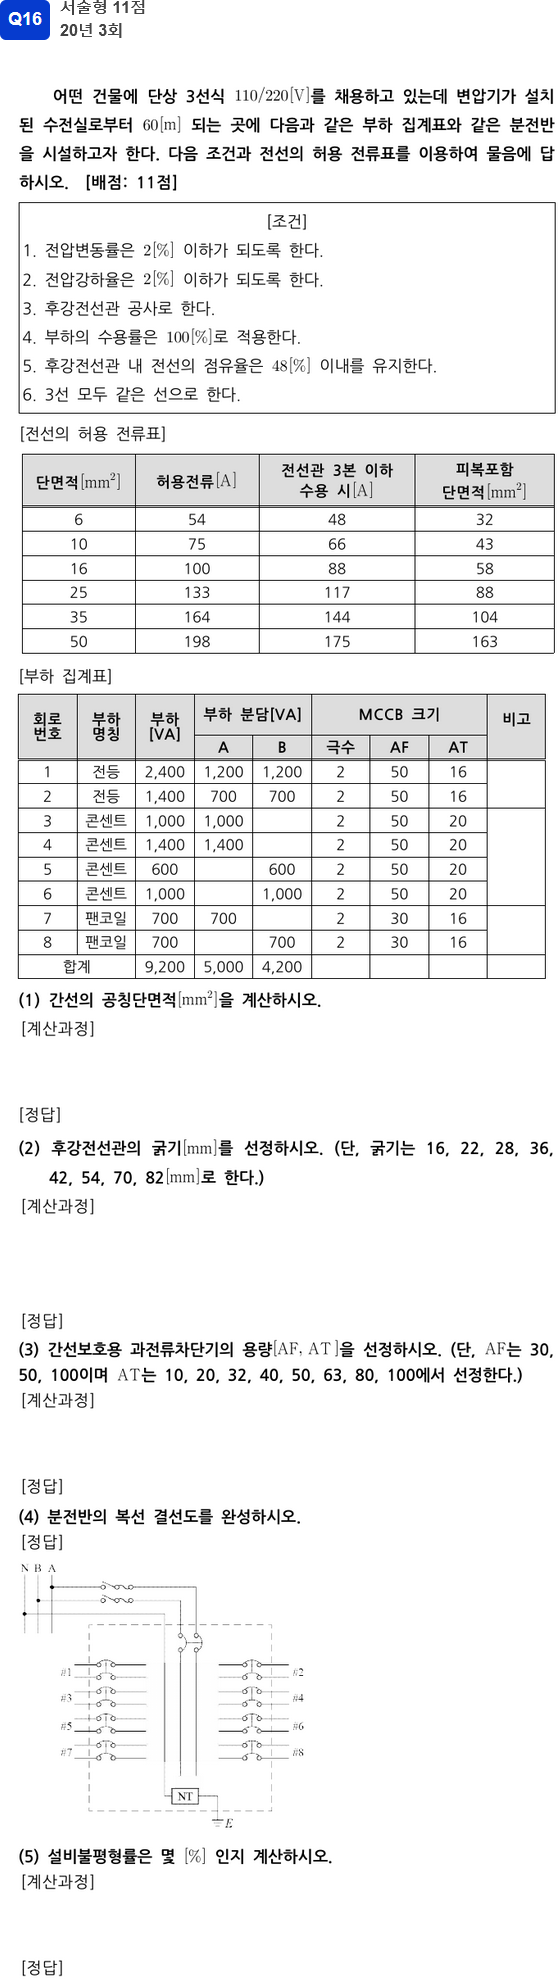 Q16
서술형 11점
20년 3회
어떤 건물에 단상 3선식 110/220[V]를 채용하고 있는데 변압기가 설치
된 수전실로부터 60[m] 되는 곳에 다음과 같은 부하 집계표와 같은 분전반
을 시설하고자 한다. 다음 조건과 전선의 허용 전류표를 이용하여 물음에 답
하시오. [배점: 11점]
[조건]
1. 전압변동률은 2[%] 이하가 되도록 한다.
2. 전압강하율은 2[%] 이하가 되도록 한다.
3. 후강전선관 공사로 한다.
4. 부하의 수용률은 100[%]로 적용한다.
5. 후강전선관 내 전선의 점유율은 48[%] 이내를 유지한다.
6. 3선 모두 같은 선으로 한다.
[전선의 허용 전류표]
단면적[mm²] 허용전류[A] 전선관 3본 이하 수용 시[A] 피복포함 단면적[mm²]
6 54 48 32
10 75 66 43
16 100 88 58
25 133 117 88
35 164 144 104
50 198 175 163
[부하 집계표]
회로 번호 부하 명칭 부하 [VA] 부하 분담[VA] MCCB 크기 비고
A B 극수 AF AT
1 전등 2,400 1,200 1,200 2 50 16
2 전등 1,400 700 700 2 50 16
3 콘센트 1,000 1,000 2 50 20
4 콘센트 1,400 1,400 2 50 20
5 콘센트 600 600 2 50 20
6 콘센트 1,000 1,000 2 50 20
7 팬코일 700 700 2 30 16
8 팬코일 700 700 2 30 16
합계 9,200 5,000 4,200
(1) 간선의 공칭단면적[mm²]을 계산하시오.
[계산과정]
[정답]
(2) 후강전선관의 굵기[mm]를 선정하시오. (단, 굵기는 16, 22, 28, 36,
42, 54, 70, 82[mm]로 한다.)
[계산과정]
[정답]
(3) 간선보호용 과전류차단기의 용량[AF, AT ]을 선정하시오. (단, AF는 30,
50, 100이며 AT는 10, 20, 32, 40, 50, 63, 80, 100에서 선정한다.)
[계산과정]
[정답]
(4) 분전반의 복선 결선도를 완성하시오.
[정답]
N B A
#1 #2
#3 #4
#5 #6
#7 #8
NT
E
(5) 설비불평형률은 몇 [%] 인지 계산하시오.
[계산과정]
[정답]